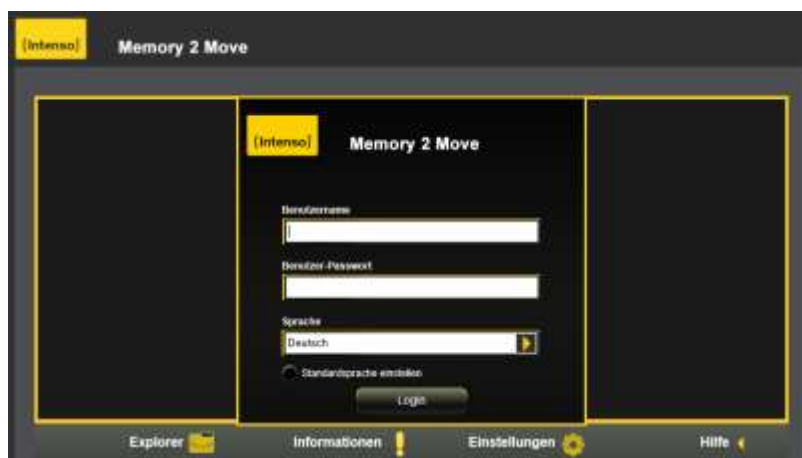 (Intenso)
Memory 2 Move
(Intenso)
Memory 2 Move
Benutzername
Benutzer-Passwort
Sprache
Deutsch
Standardsprache einstellen
Login
Explorer
Informationen
Einstellungen
Hilfe